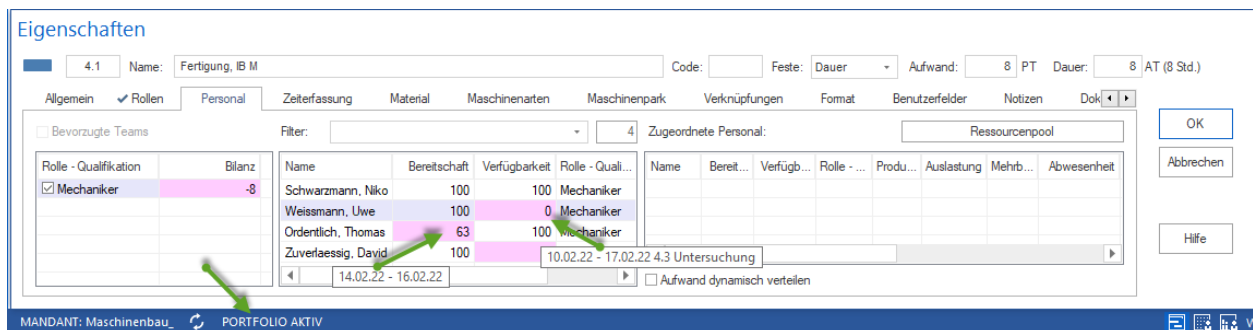 Eigenschaften
4.1 Name: Fertigung, IB M Code: Feste: Dauer Aufwand: 8 PT Dauer: 8 AT (8 Std.)
Allgemein Rollen Personal Zeiterfassung Material Maschinenarten Maschinenpark Verknüpfungen Format Benutzerfelder Notizen Dok
Bevorzugte Teams Filter: 4 Zugeordnete Personal: Ressourcenpool OK
Rolle - Qualifikation Bilanz Name Bereitschaft Verfügbarkeit Rolle - Quali... Name Bereit... Verfügb... Rolle - ... Produ... Auslastung Mehrb... Abwesenheit Abbrechen
Mechaniker -8 Schwarzmann, Niko 100 100 Mechaniker
Weissmann, Uwe 100 0 Mechaniker
Ordentlich, Thomas 63 100 Mechaniker
Zuverlaessig, David 100 Hilfe
10.02.22 - 17.02.22 4.3 Untersuchung
14.02.22 - 16.02.22 Aufwand dynamisch verteilen
MANDANT: Maschinenbau_ PORTFOLIO AKTIV V